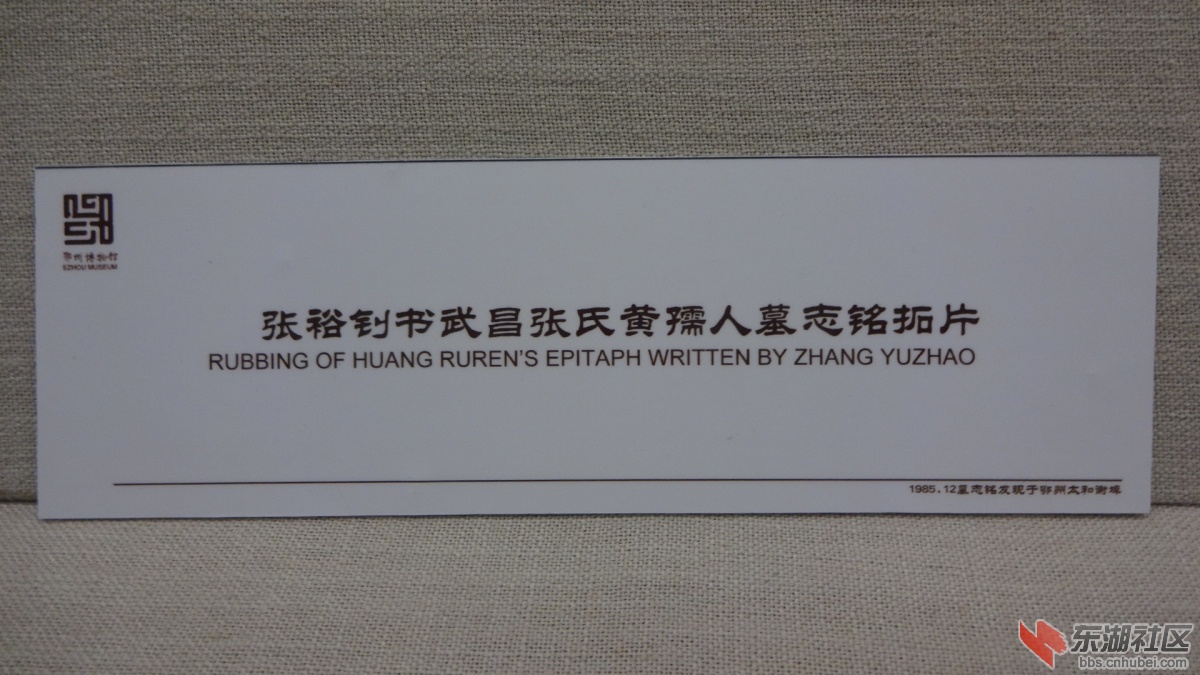 鄂州博物馆
EZHOU MUSEUM
张裕钊书武昌张氏黄孺人墓志铭拓片
RUBBING OF HUANG RUREN'S EPITAPH WRITTEN BY ZHANG YUZHAO
1985.12墓志铭发现于鄂州太和谢埠
东湖社区
bbs.cnhubei.com